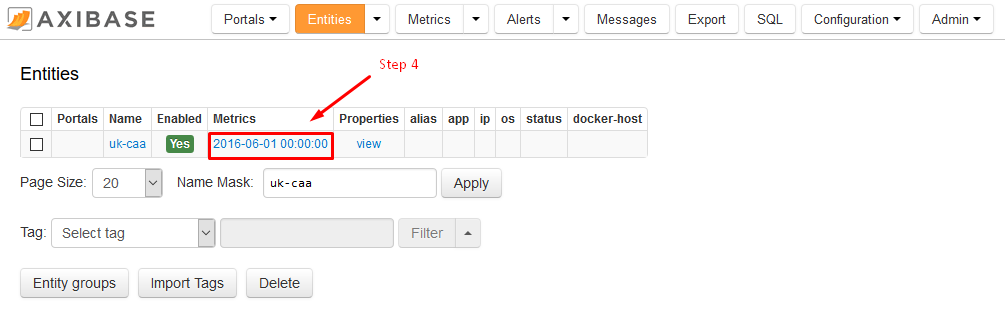 AXIBASE Portals Entities Metrics Alerts Messages Export SQL Configuration Admin
Entities
Step 4
Portals Name Enabled Metrics Properties alias app ip os status docker-host
uk-caa Yes 2016-06-01 00:00:00 view
Page Size: 20 Name Mask: uk-caa Apply
Tag: Select tag Filter
Entity groups Import Tags Delete